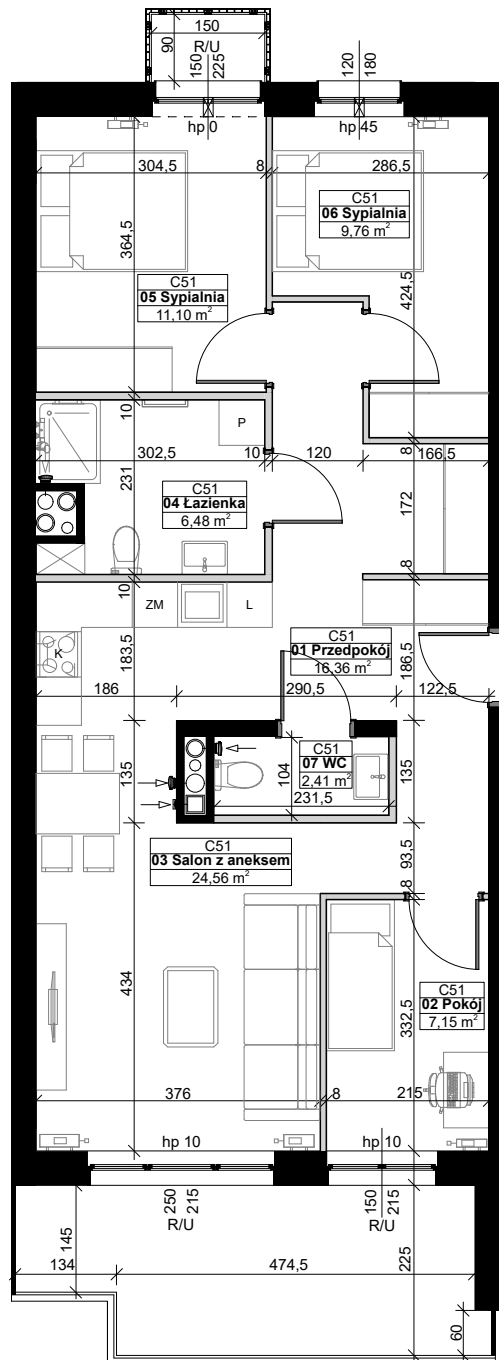 150
90
R/U
150
225
120
180
hp 0
hp 45
304,5
8
286,5
364,5
C51
06 Sypialnia
9,76 m²
424,5
C51
05 Sypialnia
11,10 m²
10
P
302,5
10
120
8
166,5
231
C51
04 Łazienka
6,48 m²
172
8
10
ZM
L
183,5
K
C51
01 Przedpokój
16,36 m²
186,5
186
290,5
122,5
135
104
C51
07 WC
2,41 m²
135
231,5
C51
03 Salon z aneksem
24,56 m²
93,5
8
434
C51
02 Pokój
7,15 m²
332,5
376
8
215
hp 10
hp 10
250
215
R/U
150
215
R/U
145
134
474,5
225
60